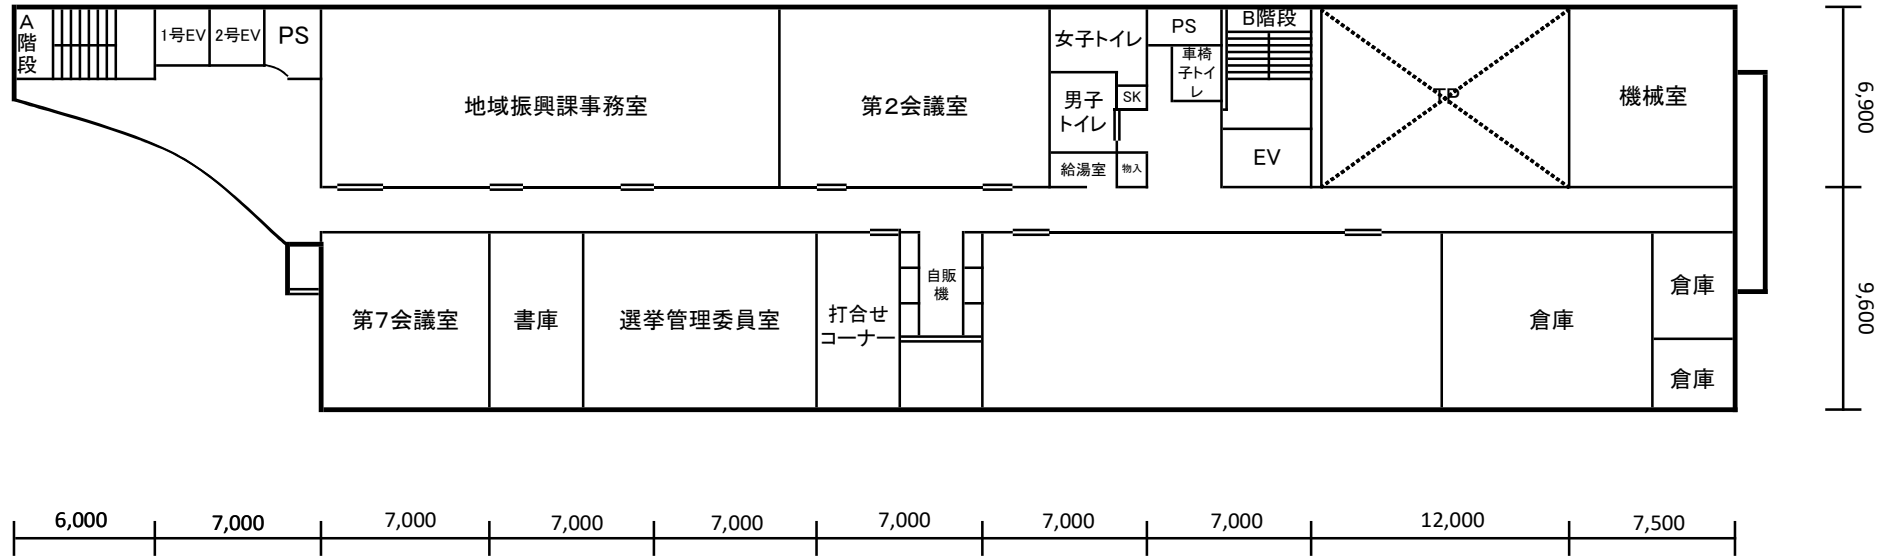 A
階
段
1号EV
2号EV
PS
地域振興課事務室
第2会議室
女子トイレ
男子
トイレ
SK
給湯室
物入
PS
車椅
子トイ
レ
B階段
EV
TP
機械室
6,900
第7会議室
書庫
選挙管理委員室
打合せ
コーナー
自販
機
倉庫
倉庫
倉庫
9,600
6,000
7,000
7,000
7,000
7,000
7,000
7,000
7,000
12,000
7,500